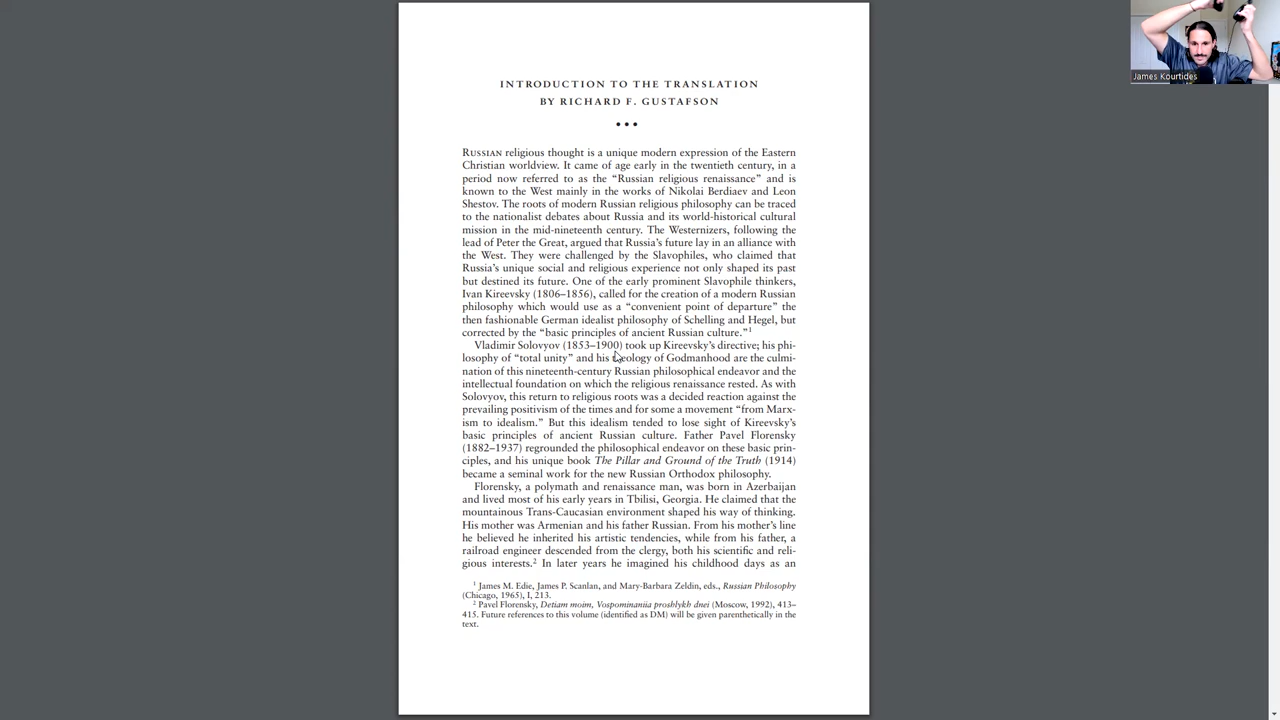 INTRODUCTION TO THE TRANSLATION
BY RICHARD F. GUSTAFSON
•••
RUSSIAN religious thought is a unique modern expression of the Eastern
Christian worldview. It came of age early in the twentieth century, in a
period now referred to as the “Russian religious renaissance” and is
known to the West mainly in the works of Nikolai Berdiaev and Leon
Shestov. The roots of modern Russian religious philosophy can be traced
to the nationalist debates about Russia and its world-historical cultural
mission in the mid-nineteenth century. The Westernizers, following the
lead of Peter the Great, argued that Russia’s future lay in an alliance with
the West. They were challenged by the Slavophiles, who claimed that
Russia’s unique social and religious experience not only shaped its past
but destined its future. One of the early prominent Slavophile thinkers,
Ivan Kireevsky (1806–1856), called for the creation of a modern Russian
philosophy which would use as a “convenient point of departure” the
then fashionable German idealist philosophy of Schelling and Hegel, but
corrected by the “basic principles of ancient Russian culture.”1
Vladimir Solovyov (1853–1900) took up Kireevsky’s directive; his phi-
losophy of “total unity” and his theology of Godmanhood are the culmi-
nation of this nineteenth-century Russian philosophical endeavor and the
intellectual foundation on which the religious renaissance rested. As with
Solovyov, this return to religious roots was a decided reaction against the
prevailing positivism of the times and for some a movement “from Marx-
ism to idealism.” But this idealism tended to lose sight of Kireevsky’s
basic principles of ancient Russian culture. Father Pavel Florensky
(1882–1937) regrounded the philosophical endeavor on these basic prin-
ciples, and his unique book The Pillar and Ground of the Truth (1914)
became a seminal work for the new Russian Orthodox philosophy.
Florensky, a polymath and renaissance man, was born in Azerbaijan
and lived most of his early years in Tbilisi, Georgia. He claimed that the
mountainous Trans-Caucasian environment shaped his way of thinking.
His mother was Armenian and his father Russian. From his mother’s line
he believed he inherited his artistic tendencies, while from his father, a
railroad engineer descended from the clergy, both his scientific and reli-
gious interests.2 In later years he imagined his childhood days as an
1 James M. Edie, James P. Scanlan, and Mary-Barbara Zeldin, eds., Russian Philosophy
(Chicago, 1965), I, 213.
2 Pavel Florensky, Detiam moim, Vospominaniia proshlykh dnei (Moscow, 1992), 413–
415. Future references to this volume (identified as DM) will be given parenthetically in the
text.
James Kourtides